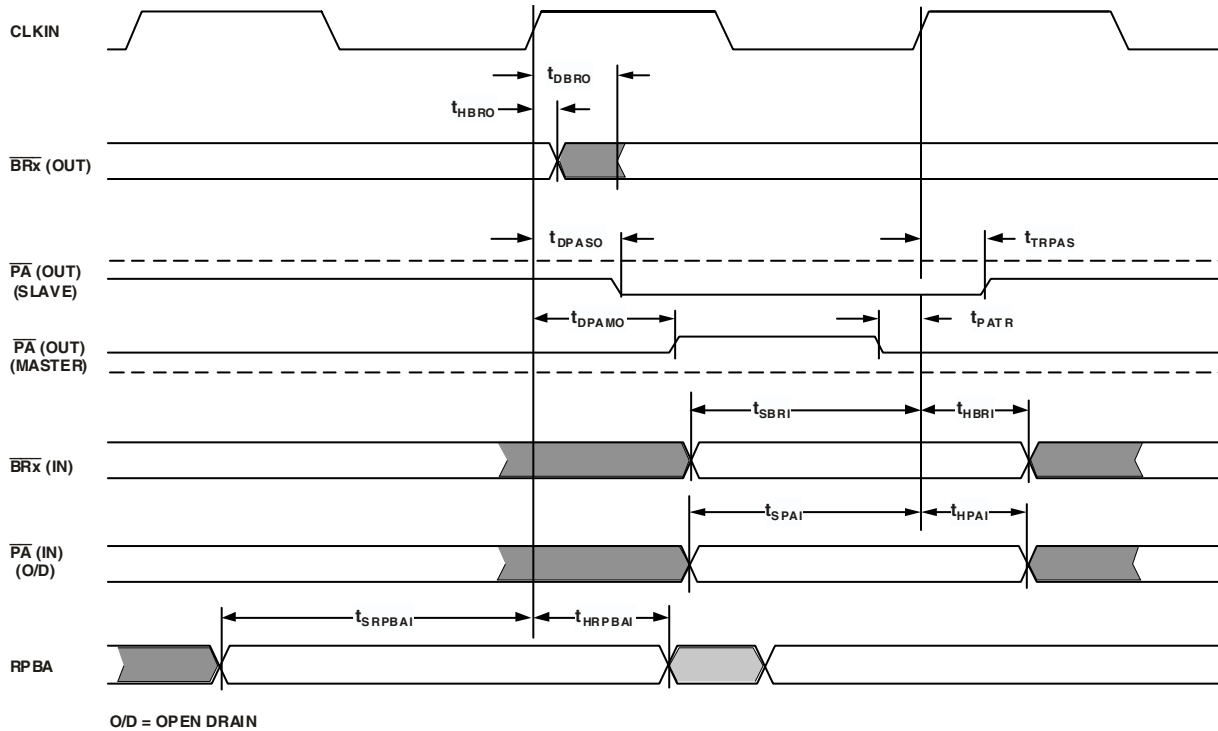 CLKIN
tDBRO
tHBRO
BRx (OUT)
tDPASO
tTRPAS
PA (OUT)
(SLAVE)
tDPAMO
tPATR
PA (OUT)
(MASTER)
tSBRI
tHBRI
BRx (IN)
tSPAI
tHPAI
PA (IN)
(O/D)
tSRPBAI
tHRPBAI
RPBA
O/D = OPEN DRAIN